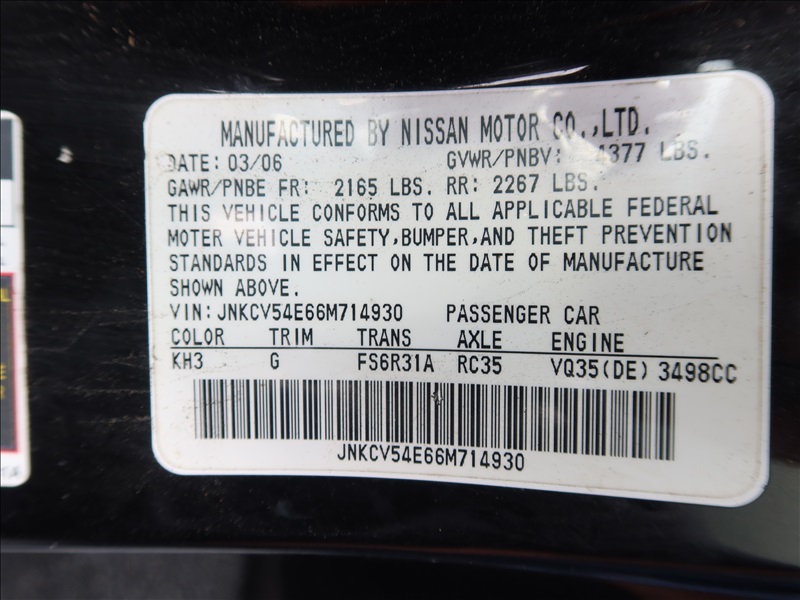 MANUFACTURED BY NISSAN MOTOR CO.,LTD.
DATE: 03/06 GVWR/PNBV: 4377 LBS.
GAWR/PNBE FR: 2165 LBS. RR: 2267 LBS.
THIS VEHICLE CONFORMS TO ALL APPLICABLE FEDERAL
MOTER VEHICLE SAFETY,BUMPER,AND THEFT PREVENTION
STANDARDS IN EFFECT ON THE DATE OF MANUFACTURE
SHOWN ABOVE.
VIN:JNKCV54E66M714930 PASSENGER CAR
COLOR TRIM TRANS AXLE ENGINE
KH3 G FS6R31A RC35 VQ35(DE) 3498CC
JNKCV54E66M714930